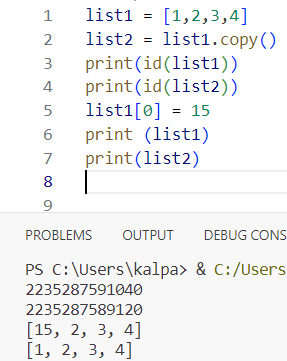 1 list1 = [1,2,3,4]
2 list2 = list1.copy()
3 print(id(list1))
4 print(id(list2))
5 list1[0] = 15
6 print (list1)
7 print(list2)
8
9
PROBLEMS OUTPUT DEBUG CONS
PS C:\Users\kalpa> & C:/Users
2235287591040
2235287589120
[15, 2, 3, 4]
[1, 2, 3, 4]